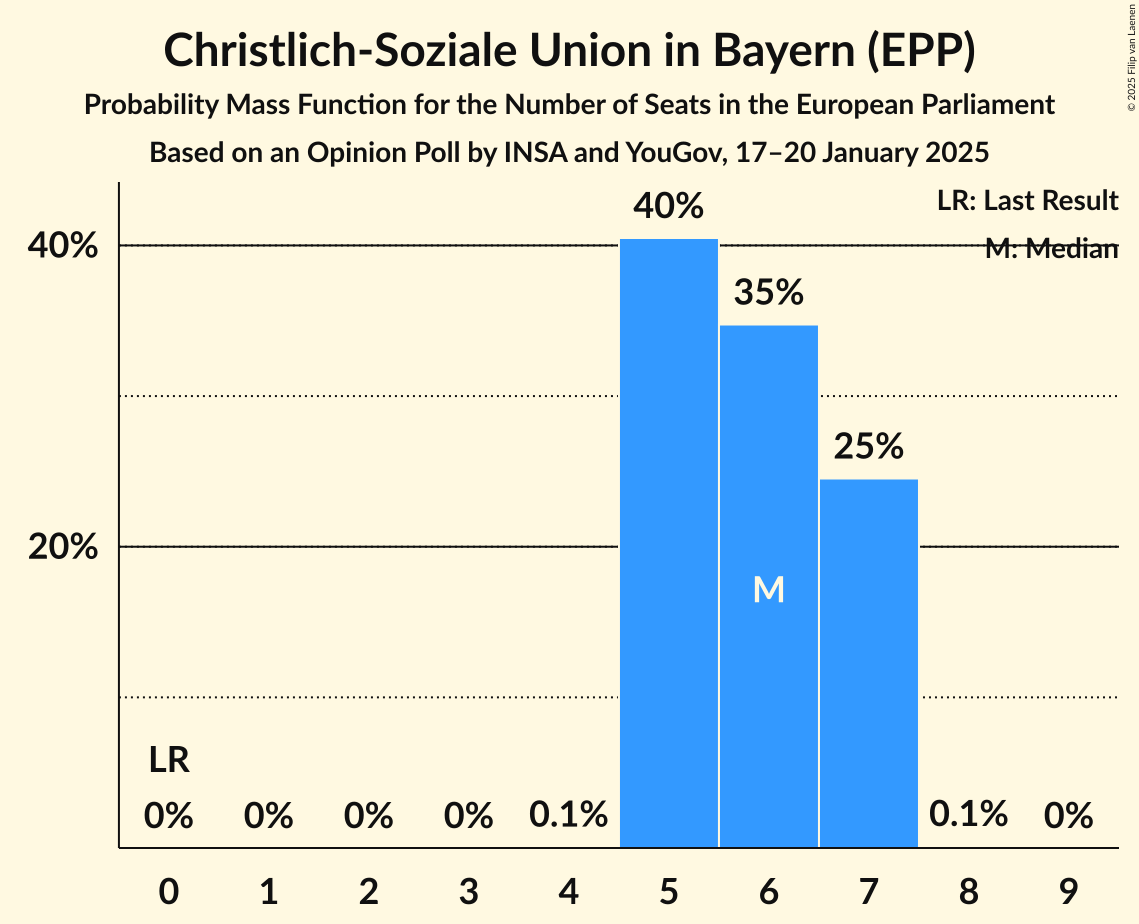 Christlich-Soziale Union in Bayern (EPP)
Probability Mass Function for the Number of Seats in the European Parliament
Based on an Opinion Poll by INSA and YouGov, 17–20 January 2025
© 2025 Filip van Laenen
LR: Last Result
M: Median
40%
20%
40%
35%
25%
M
LR
0%
0%
0%
0%
0.1%
0.1%
0%
0
1
2
3
4
5
6
7
8
9